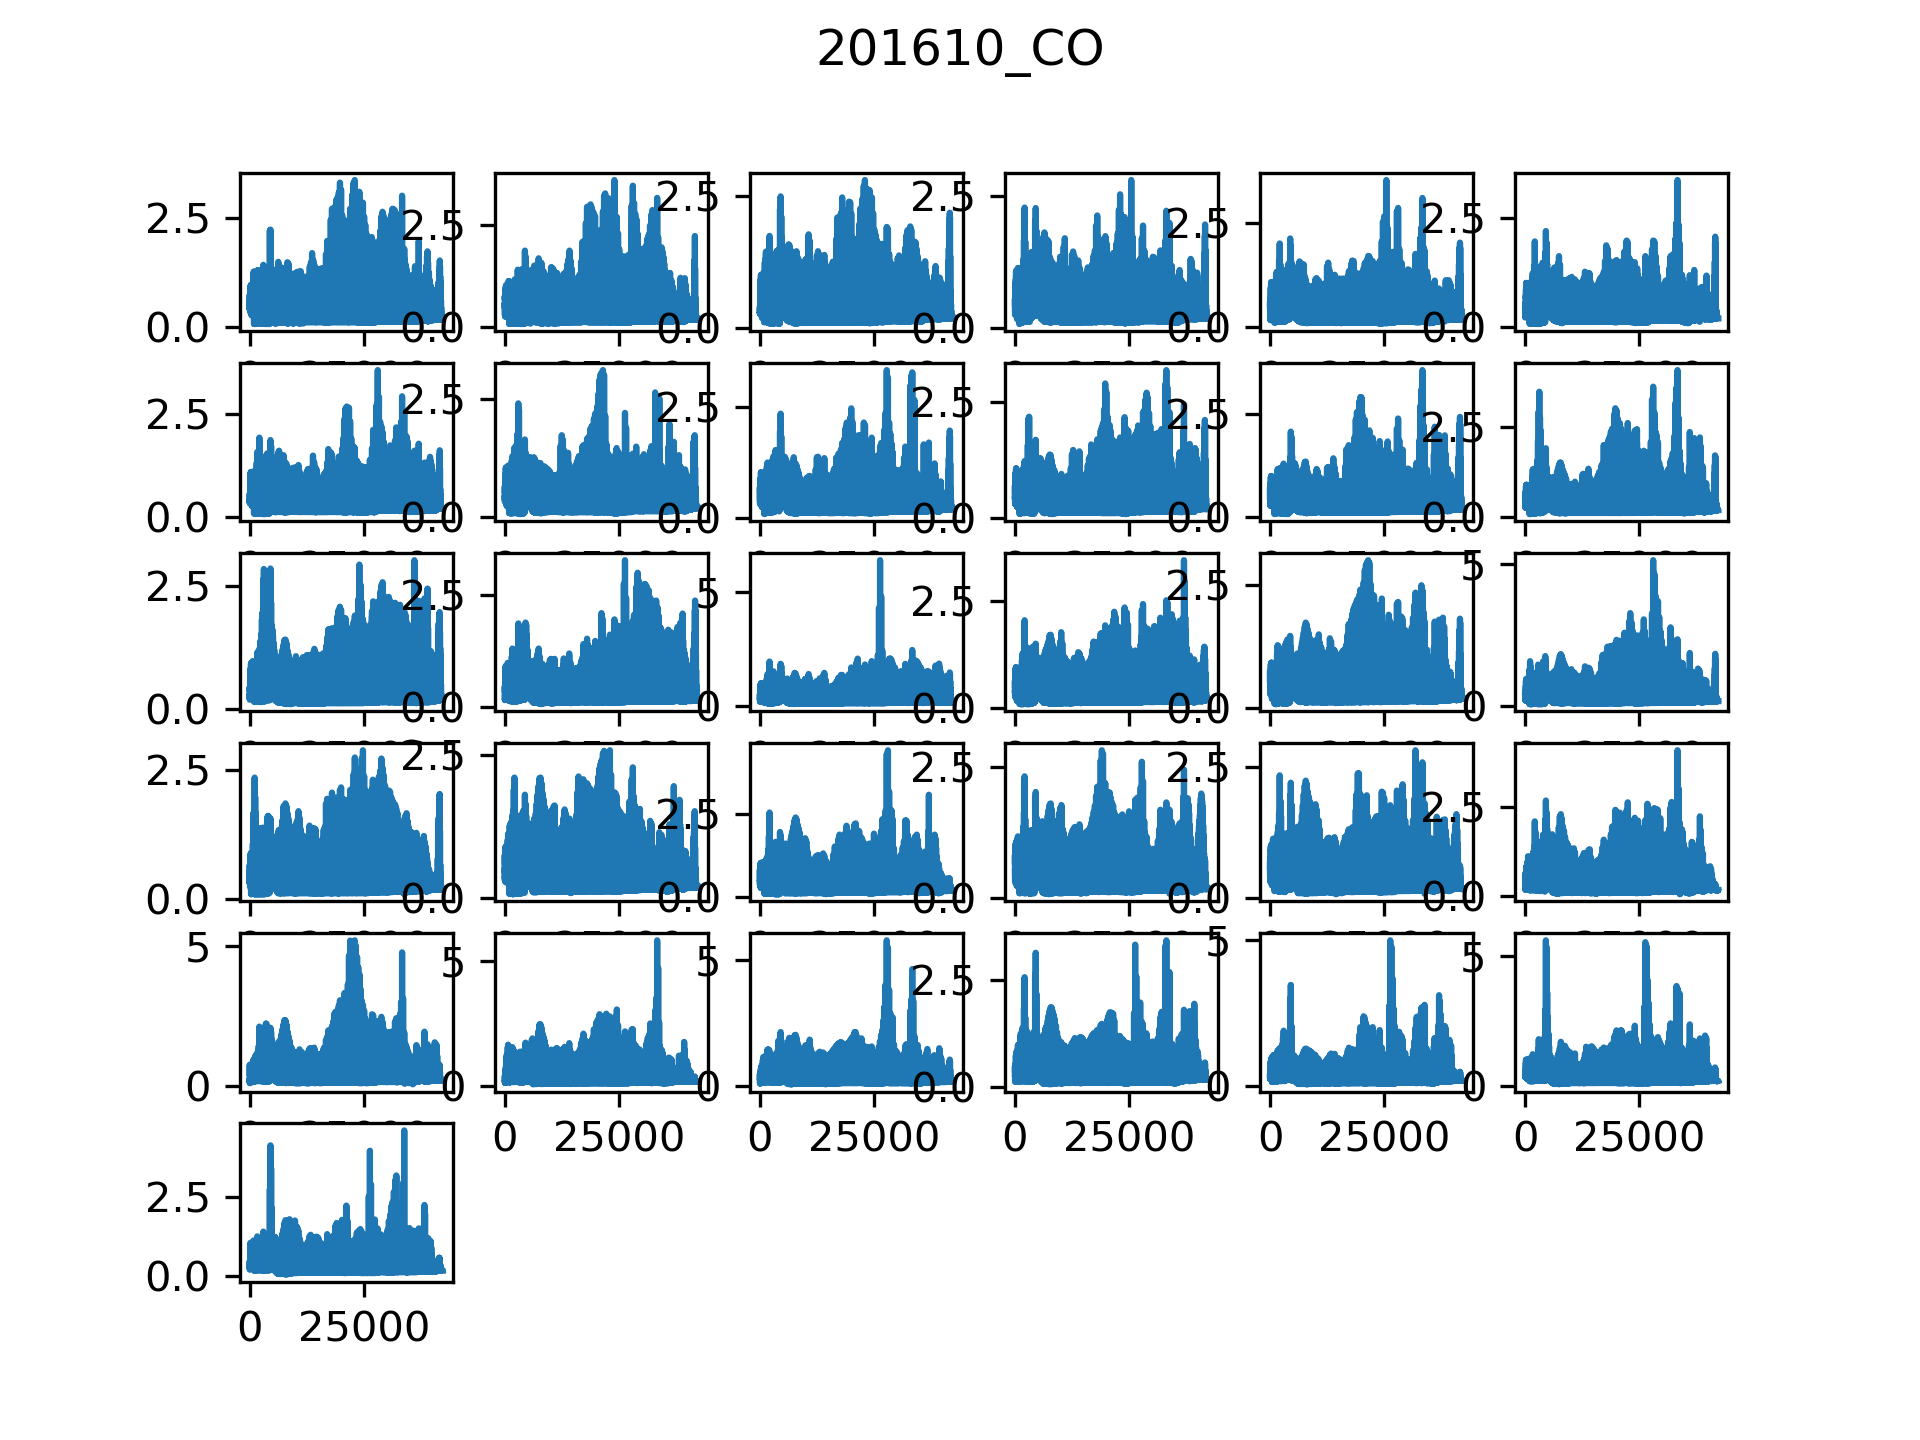 201610_CO
2.5 2.5 2.5 2.5 2.5
0.0 0.0 0.0 0.0 0.0
2.5 2.5 2.5 2.5 2.5 2.5
0.0 0.0 0.0 0.0 0.0 0.0
2.5 2.5 5 2.5 2.5 5
0.0 0.0 0 0.0 0.0 0
2.5 2.5 2.5 2.5 2.5 2.5
0.0 0.0 0.0 0.0 0.0 0.0
5 5 5 2.5 5 5
0 0 0 0.0 0 0
0 25000 0 25000 0 25000 0 25000 0 25000
2.5
0.0
0 25000